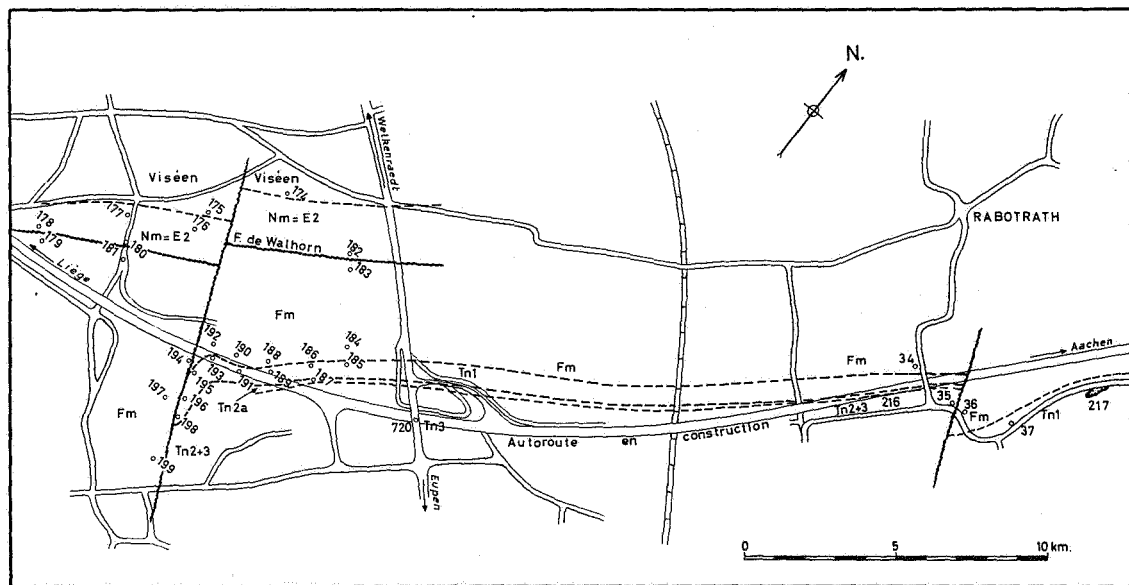 N.
Welkenraedt
Viséen
Viséen
174
175
177
176
Nm=E2
RABOTRATH
178
179
Nm=E2
F. de Walhorn
181
180
182
183
Liège
Fm
192
190
188
186
184
185
194
193
191
189
187
Fm
Fm
34
Aachen
Tn1
197
195
196
Tn2a
Fm
198
Tn2+3
199
720
Tn3
Autoroute en construction
Tn2+3
216
35
36
Fm
Tn1
217
37
Eupen
0 5 10 km.